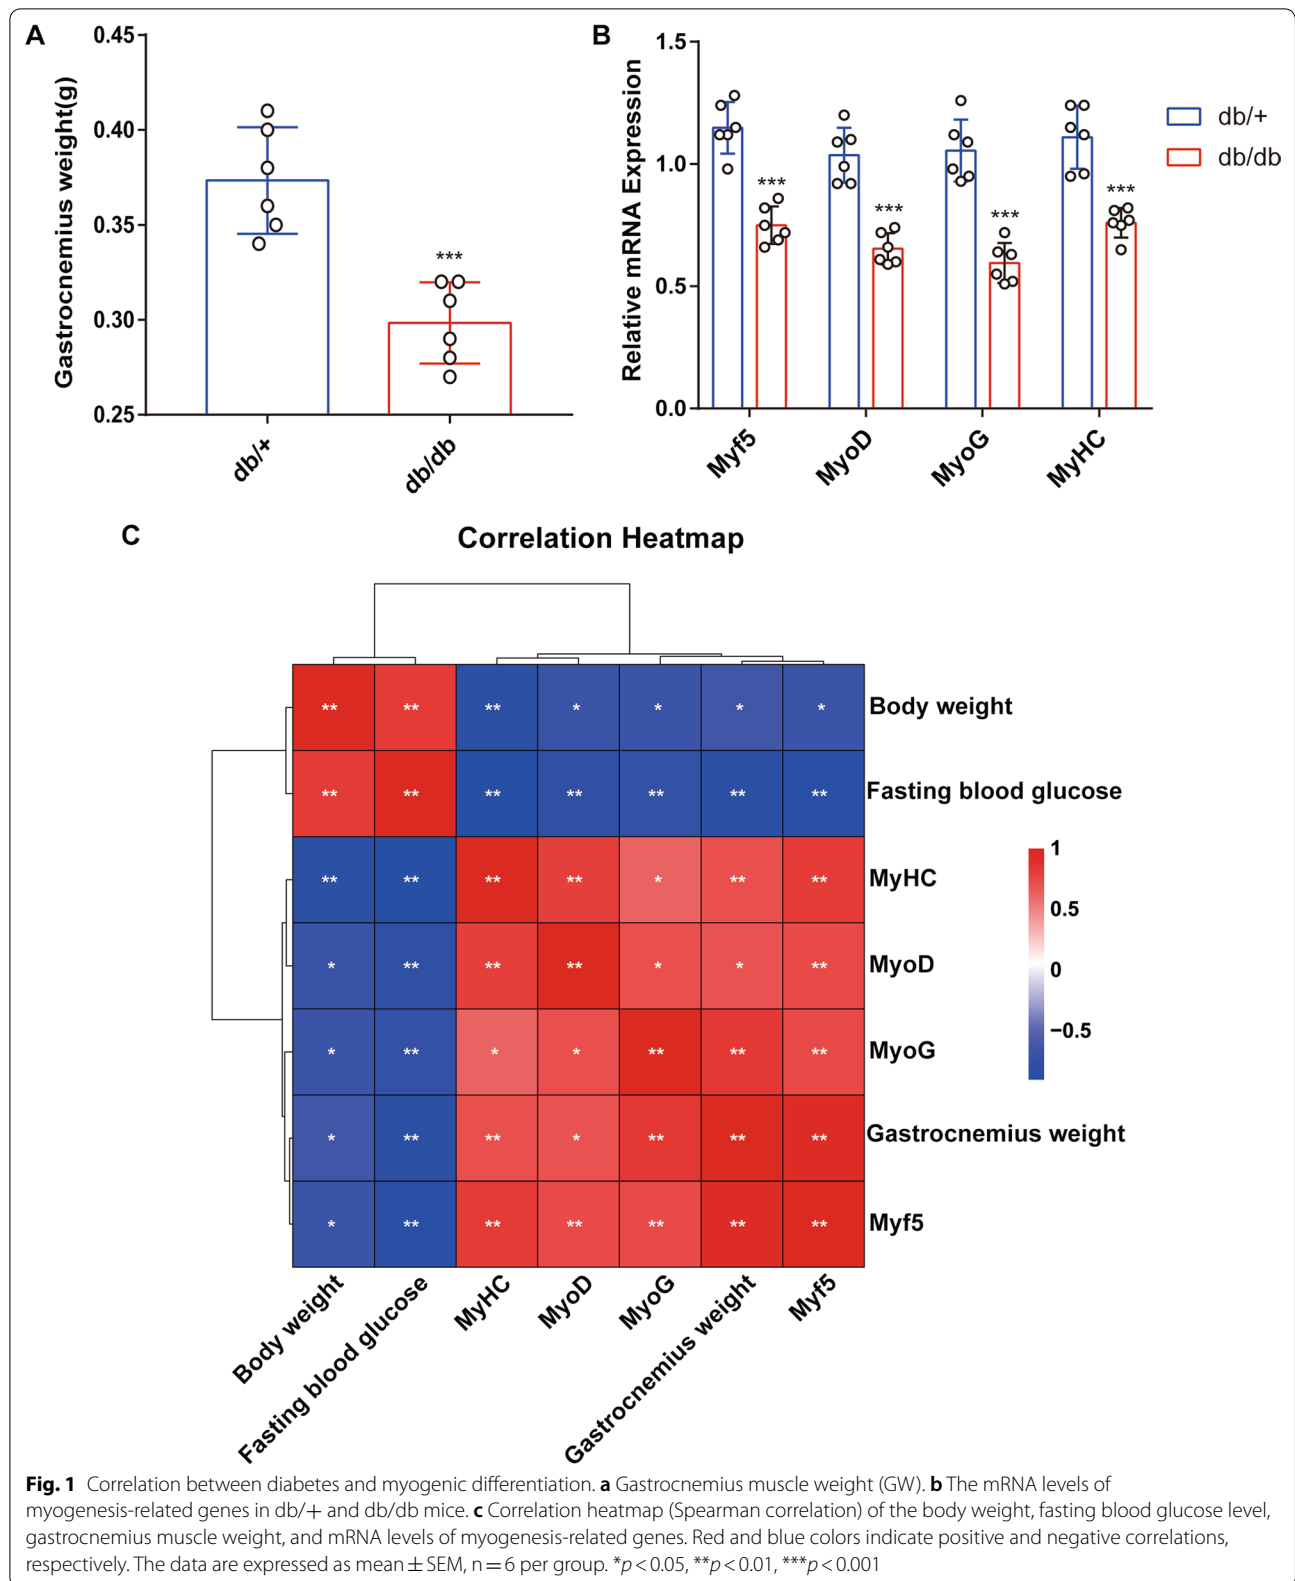 A
Gastrocnemius weight(g)
0.45
0.40
0.35
0.30
0.25
***
db/+
db/db
B
Relative mRNA Expression
1.5
1.0
0.5
0.0
***
***
***
***
Myf5
MyoD
MyoG
MyHC
db/+
db/db
C
Correlation Heatmap
** ** ** * * * * Body weight
** ** ** ** ** ** ** Fasting blood glucose
** ** ** ** * ** ** MyHC
* ** ** ** * * ** MyoD
* ** * * ** ** ** MyoG
* ** ** * ** ** ** Gastrocnemius weight
* ** ** ** ** ** ** Myf5
Body weight
Fasting blood glucose
MyHC
MyoD
MyoG
Gastrocnemius weight
Myf5
1
0.5
0
−0.5
Fig. 1 Correlation between diabetes and myogenic differentiation. a Gastrocnemius muscle weight (GW). b The mRNA levels of
myogenesis-related genes in db/+ and db/db mice. c Correlation heatmap (Spearman correlation) of the body weight, fasting blood glucose level,
gastrocnemius muscle weight, and mRNA levels of myogenesis-related genes. Red and blue colors indicate positive and negative correlations,
respectively. The data are expressed as mean ± SEM, n = 6 per group. *p < 0.05, **p < 0.01, ***p < 0.001